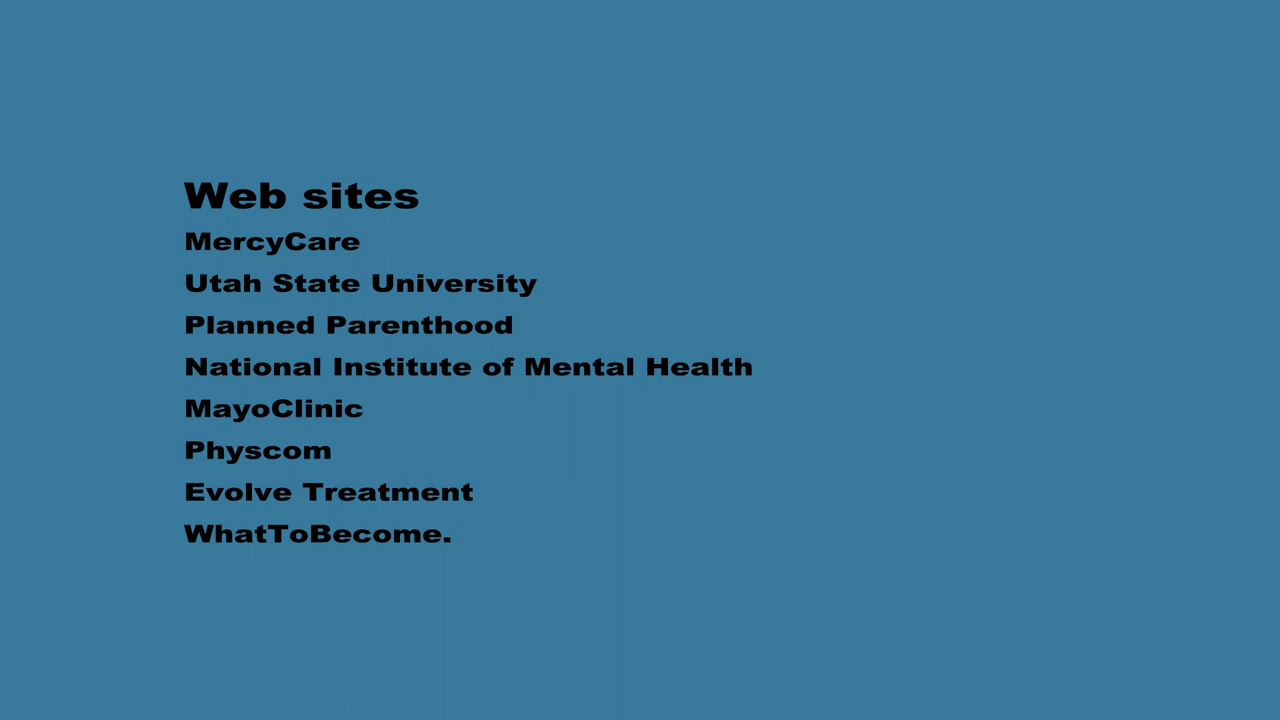 Web sites
MercyCare
Utah State University
Planned Parenthood
National Institute of Mental Health
MayoClinic
Physcom
Evolve Treatment
WhatToBecome.